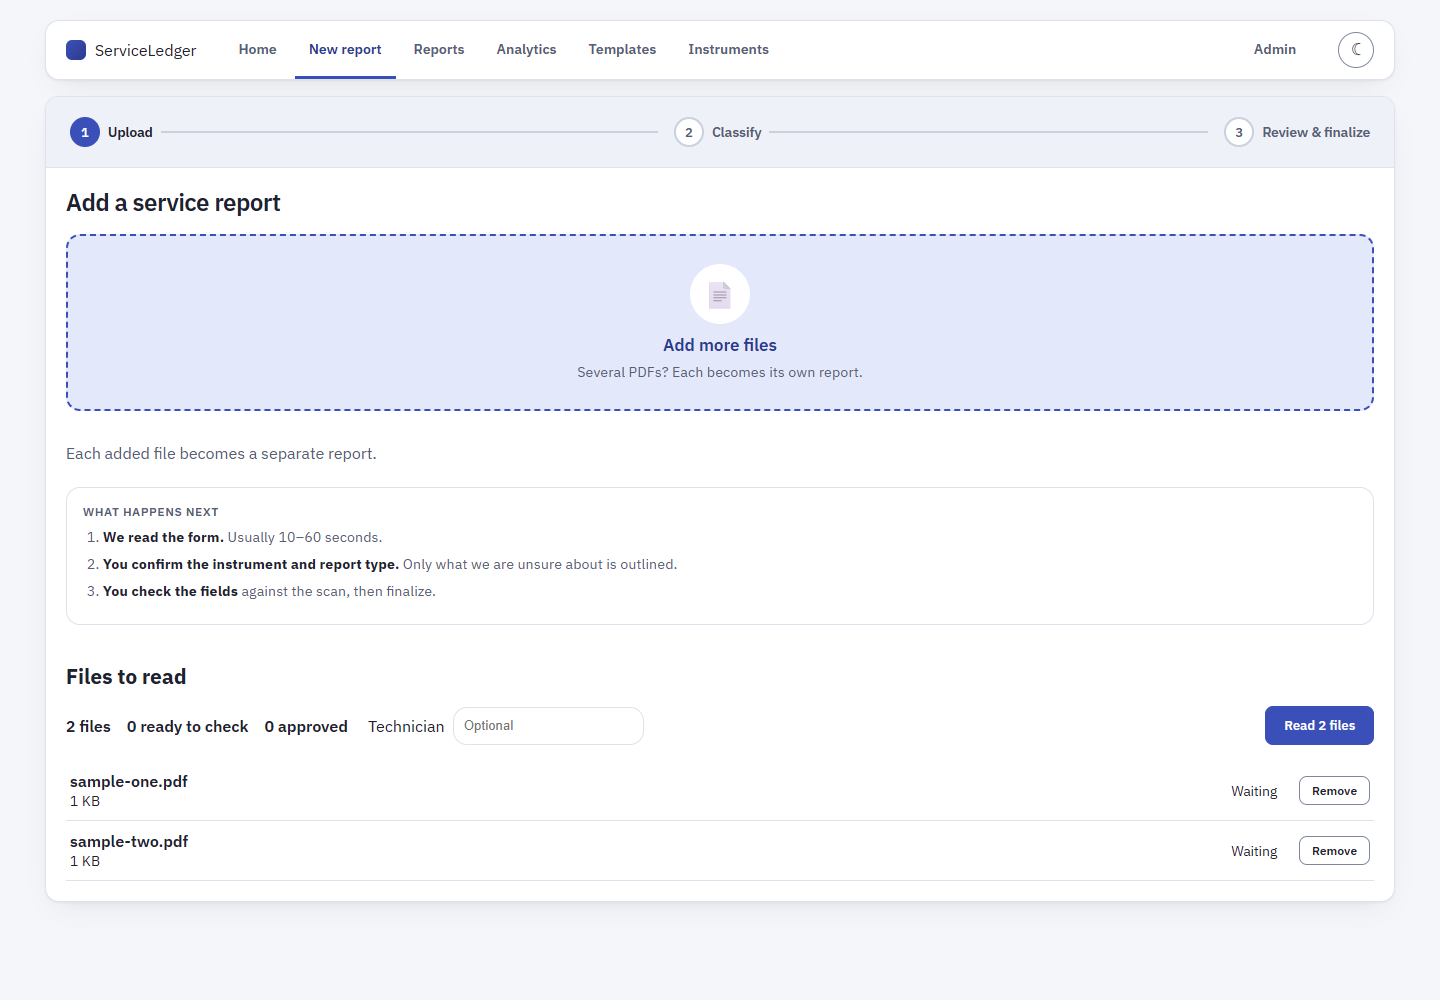 ServiceLedger
Home
New report
Reports
Analytics
Templates
Instruments
Admin
1
Upload
2
Classify
3
Review & finalize
Add a service report
Add more files
Several PDFs? Each becomes its own report.
Each added file becomes a separate report.
WHAT HAPPENS NEXT
1. We read the form. Usually 10–60 seconds.
2. You confirm the instrument and report type. Only what we are unsure about is outlined.
3. You check the fields against the scan, then finalize.
Files to read
2 files 0 ready to check 0 approved Technician Optional
Read 2 files
sample-one.pdf
1 KB
Waiting
Remove
sample-two.pdf
1 KB
Waiting
Remove